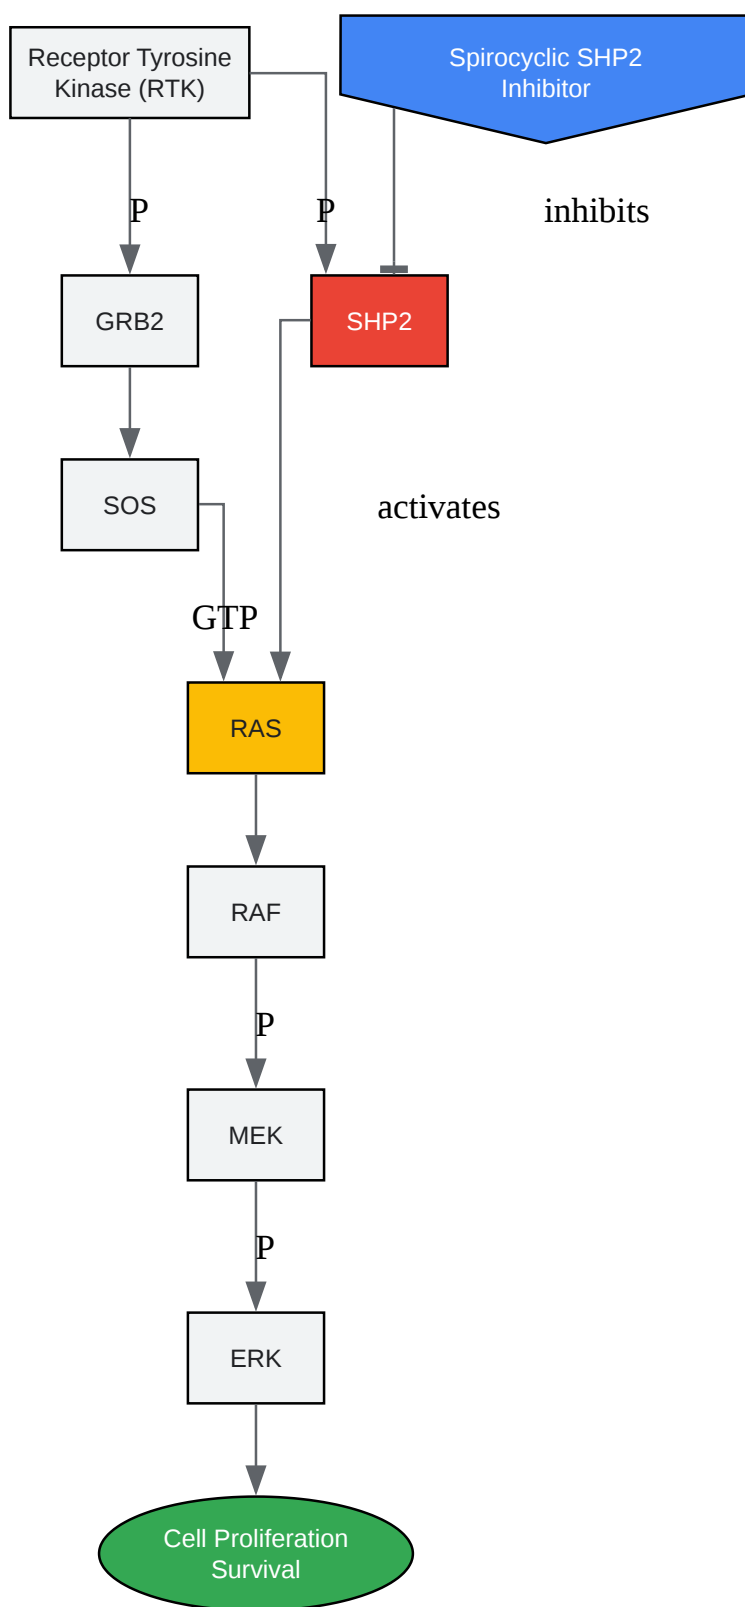 Receptor Tyrosine
Kinase (RTK)
Spirocyclic SHP2
Inhibitor
P
P
inhibits
GRB2
SHP2
SOS
activates
GTP
RAS
RAF
P
MEK
P
ERK
Cell Proliferation
Survival